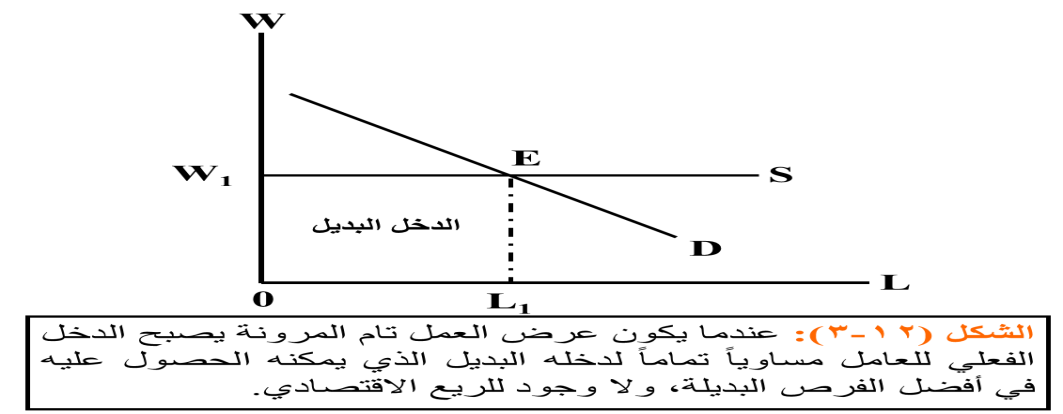 W
E
W₁
S
الدخل البديل
D
L
0
L₁
الشكل (١٢-٣): عندما يكون عرض العمل تام المرونة يصبح الدخل
الفعلي للعامل مساوياً تماماً لدخله البديل الذي يمكنه الحصول عليه
في أفضل الفرص البديلة، ولا وجود للريع الاقتصادي.